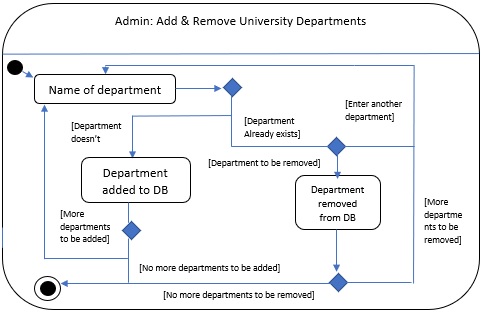 Admin: Add & Remove University Departments
Name of department
[Enter another
department]
[Department
doesn't
[Department
Already exists]
[Department to be removed]
Department
added to DB
Department
removed
from DB
[More
departments
to be added]
[More
departme
nts to be
removed]
[No more departments to be added]
[No more departments to be removed]